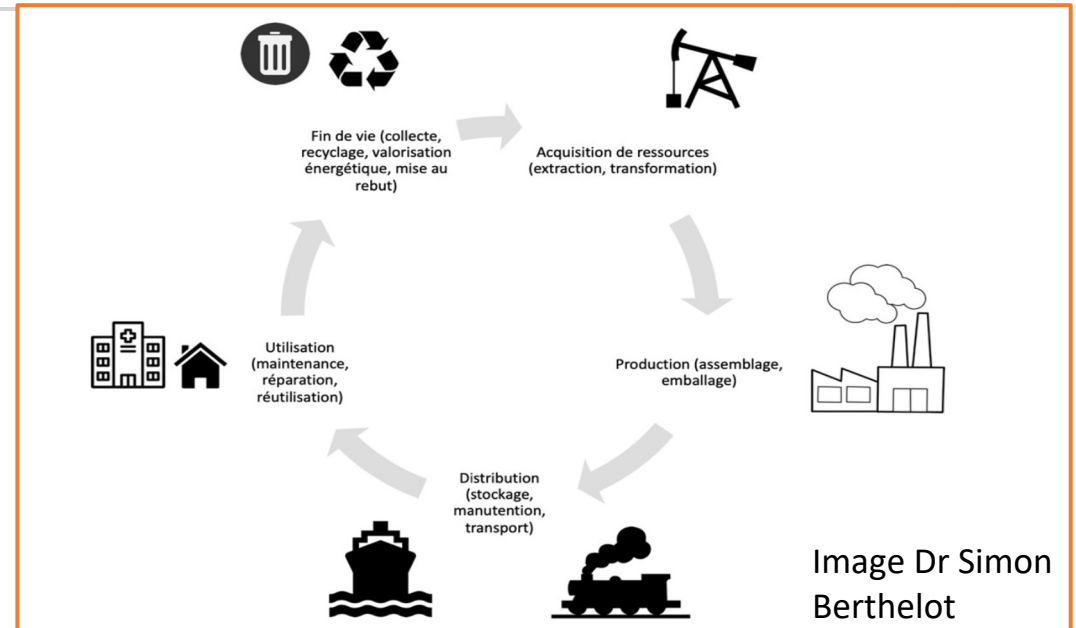 Fin de vie (collecte,
recyclage, valorisation
énergétique, mise au
rebut)
Acquisition de ressources
(extraction, transformation)
Production (assemblage,
emballage)
Distribution
(stockage,
manutention,
transport)
Utilisation
(maintenance,
réparation,
réutilisation)
Image Dr Simon
Berthelot